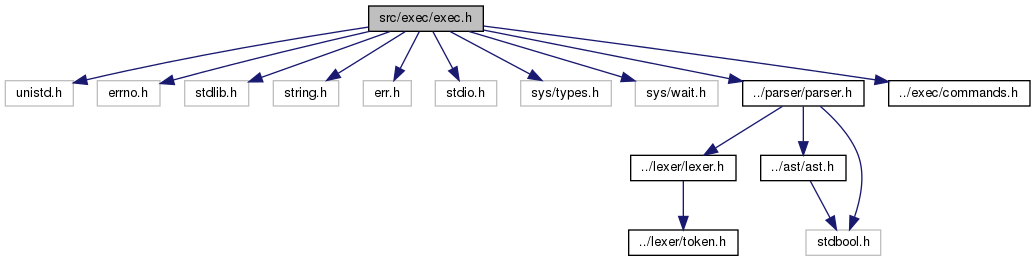 src/exec/exec.h
unistd.h
errno.h
stdlib.h
string.h
err.h
stdio.h
sys/types.h
sys/wait.h
../parser/parser.h
../exec/commands.h
../lexer/lexer.h
../ast/ast.h
../lexer/token.h
stdbool.h